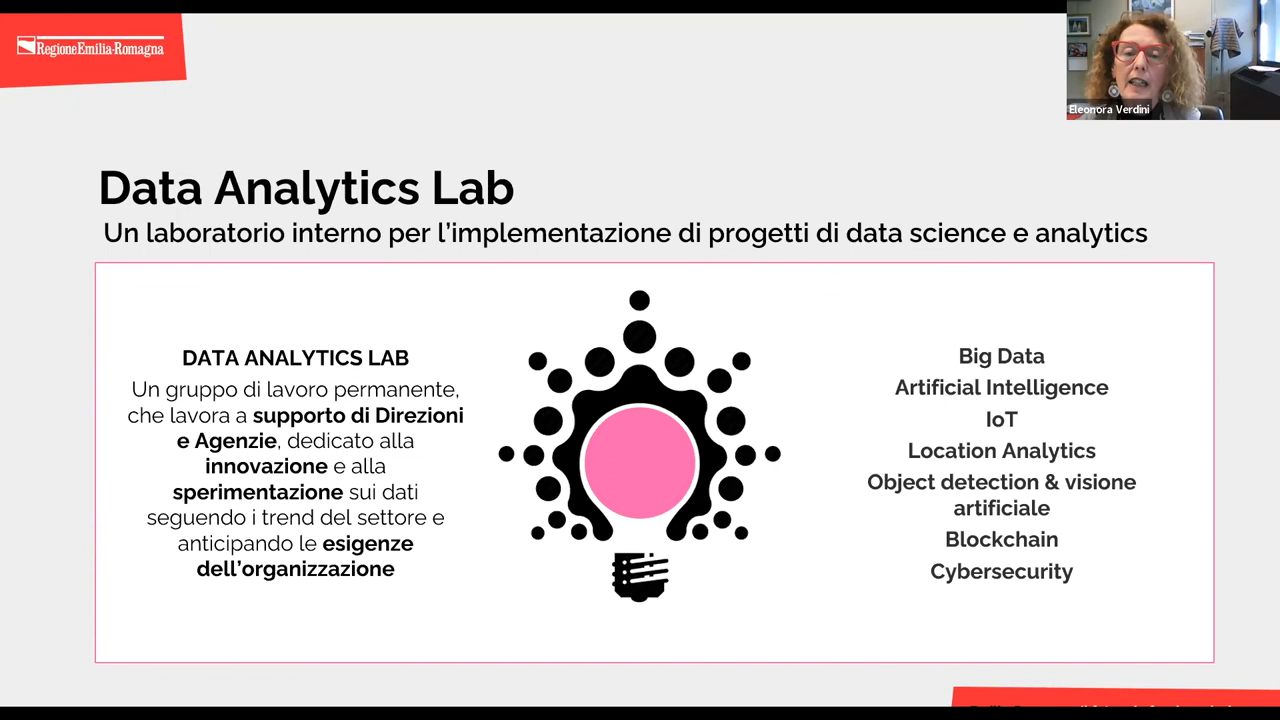 RegioneEmilia-Romagna
Eleonora Verdini
Data Analytics Lab
Un laboratorio interno per l'implementazione di progetti di data science e analytics
DATA ANALYTICS LAB
Un gruppo di lavoro permanente,
che lavora a supporto di Direzioni
e Agenzie, dedicato alla
innovazione e alla
sperimentazione sui dati
seguendo i trend del settore e
anticipando le esigenze
dell'organizzazione
Big Data
Artificial Intelligence
IoT
Location Analytics
Object detection & visione
artificiale
Blockchain
Cybersecurity